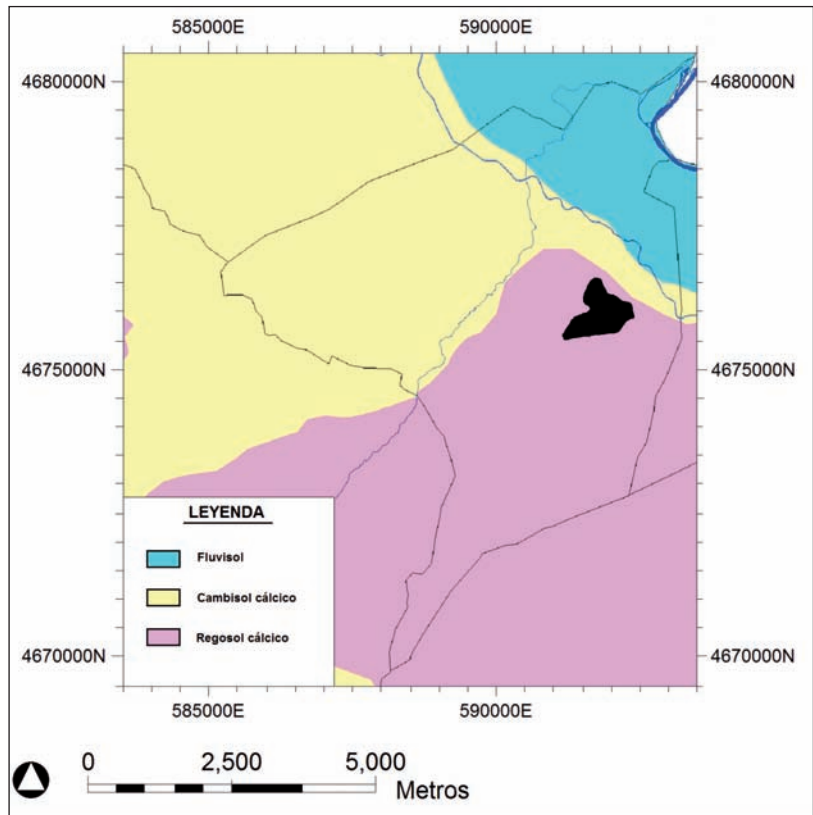 585000E 590000E
4680000N 4680000N
4675000N 4675000N
LEYENDA
Fluvisol
Cambisol cálcico
Regosol cálcico
4670000N 4670000N
585000E 590000E
0 2,500 5,000
Metros